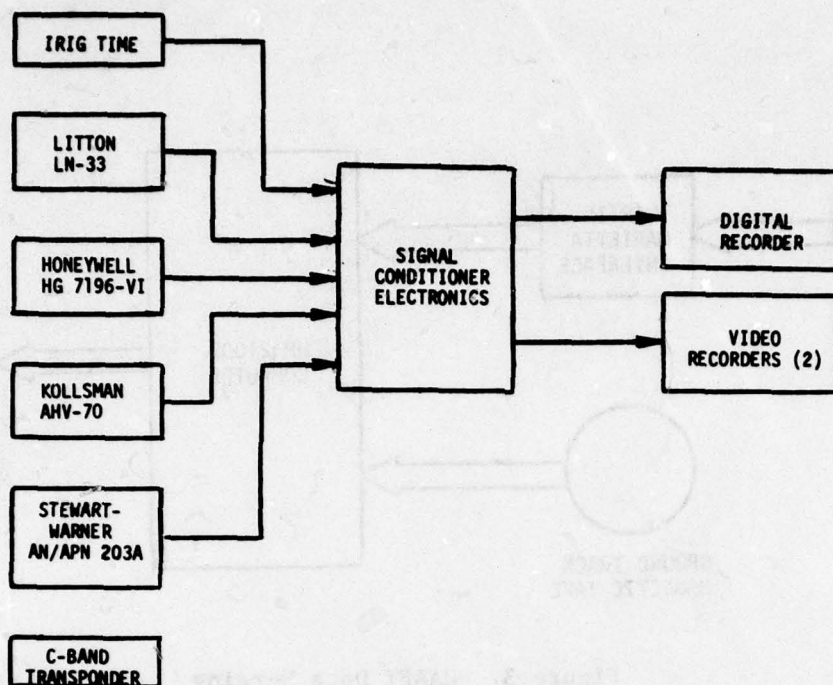 IRIG TIME
LITTON
LN-33
HONEYWELL
HG 7196-VI
KOLLSMAN
AHV-70
STEWART-
WARNER
AN/APN 203A
C-BAND
TRANSPONDER
SIGNAL
CONDITIONER
ELECTRONICS
DIGITAL
RECORDER
VIDEO
RECORDERS (2)